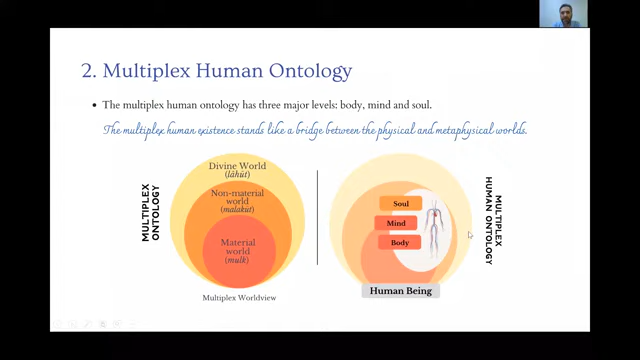 2. Multiplex Human Ontology
• The multiplex human ontology has three major levels: body, mind and soul.
The multiplex human existence stands like a bridge between the physical and metaphysical worlds.
MULTIPLEX
ONTOLOGY
Divine World
(lāhūt)
Non-material
world
(malakut)
Material
world
(mulk)
Multiplex Worldview
Soul
Mind
Body
Human Being
MULTIPLEX
HUMAN ONTOLOGY